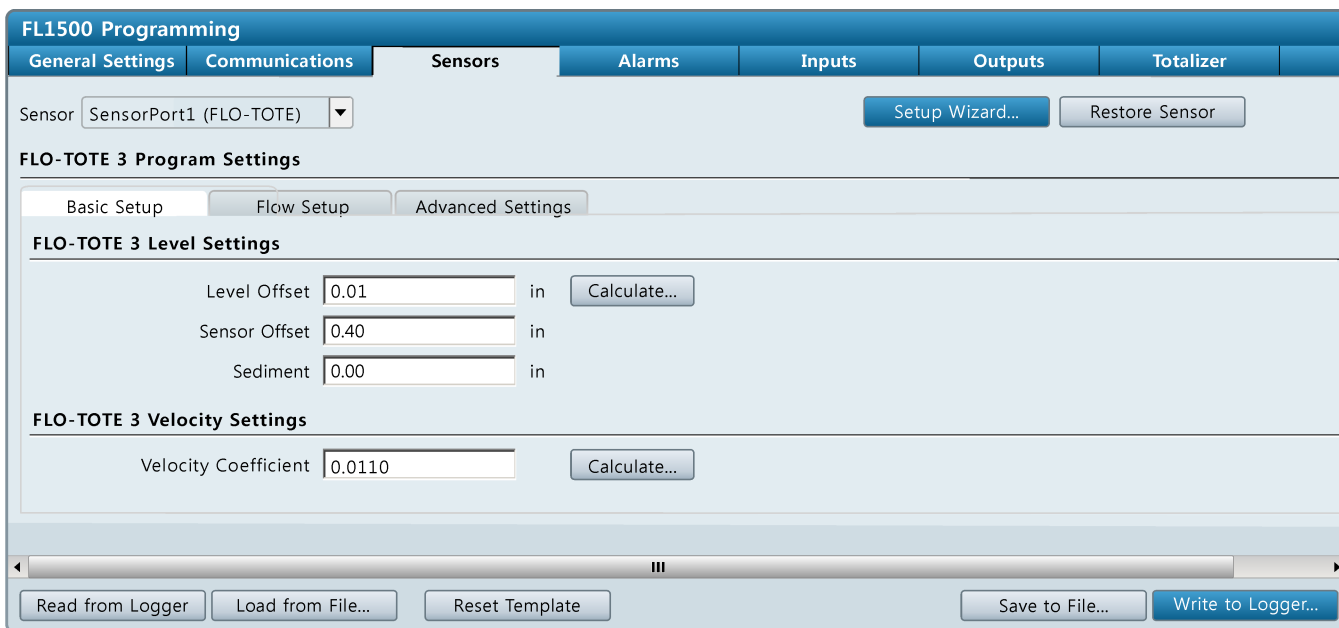 FL1500 Programming
General Settings Communications Sensors Alarms Inputs Outputs Totalizer
Sensor SensorPort1 (FLO-TOTE) Setup Wizard... Restore Sensor
FLO-TOTE 3 Program Settings
Basic Setup Flow Setup Advanced Settings
FLO-TOTE 3 Level Settings
Level Offset 0.01 in Calculate...
Sensor Offset 0.40 in
Sediment 0.00 in
FLO-TOTE 3 Velocity Settings
Velocity Coefficient 0.0110 Calculate...
Read from Logger Load from File... Reset Template Save to File... Write to Logger...